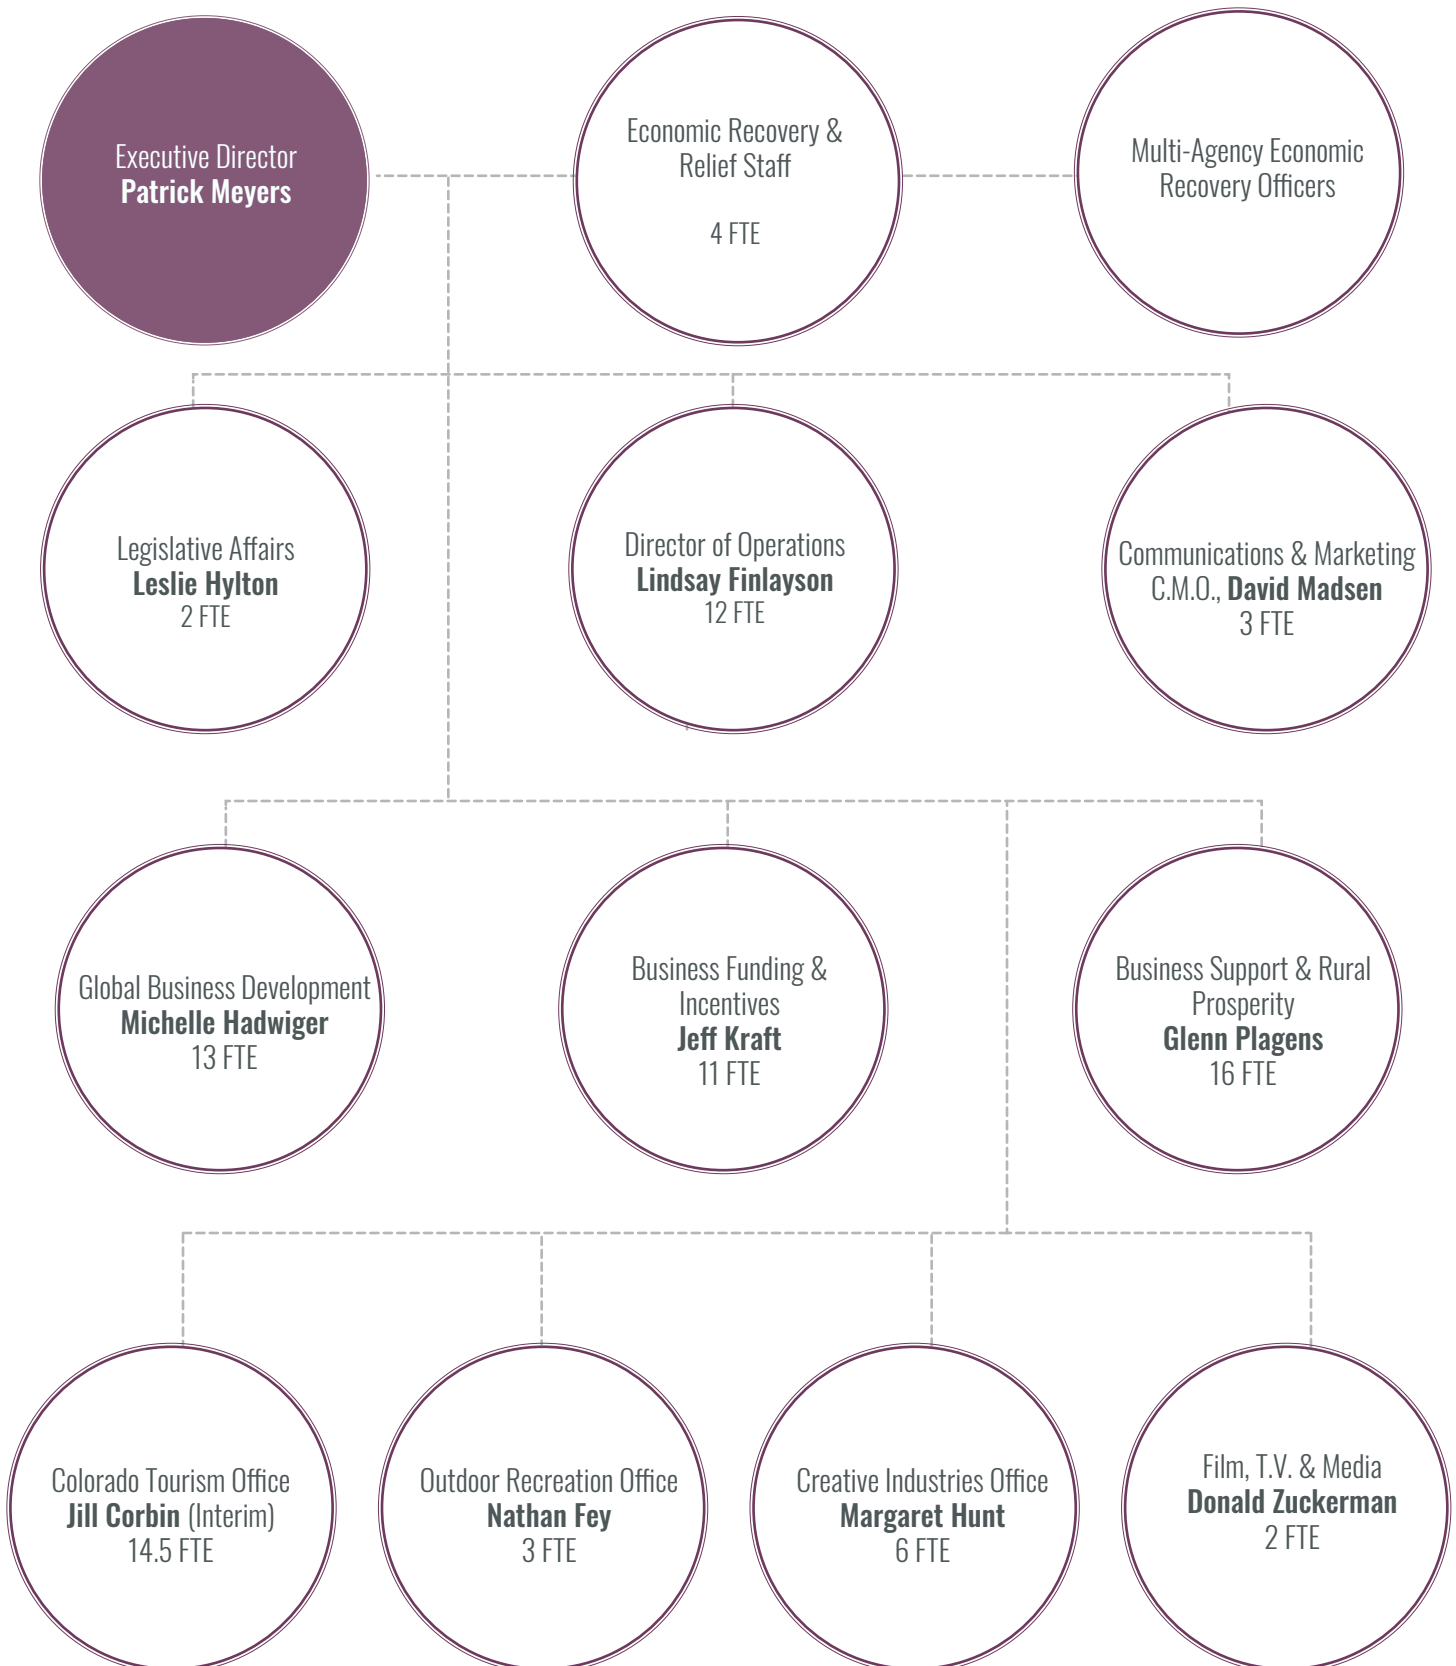 Executive Director
Patrick Meyers
Economic Recovery &
Relief Staff
4 FTE
Multi-Agency Economic
Recovery Officers
Legislative Affairs
Leslie Hylton
2 FTE
Director of Operations
Lindsay Finlayson
12 FTE
Communications & Marketing
C.M.O., David Madsen
3 FTE
Global Business Development
Michelle Hadwiger
13 FTE
Business Funding &
Incentives
Jeff Kraft
11 FTE
Business Support & Rural
Prosperity
Glenn Plagens
16 FTE
Colorado Tourism Office
Jill Corbin (Interim)
14.5 FTE
Outdoor Recreation Office
Nathan Fey
3 FTE
Creative Industries Office
Margaret Hunt
6 FTE
Film, T.V. & Media
Donald Zuckerman
2 FTE